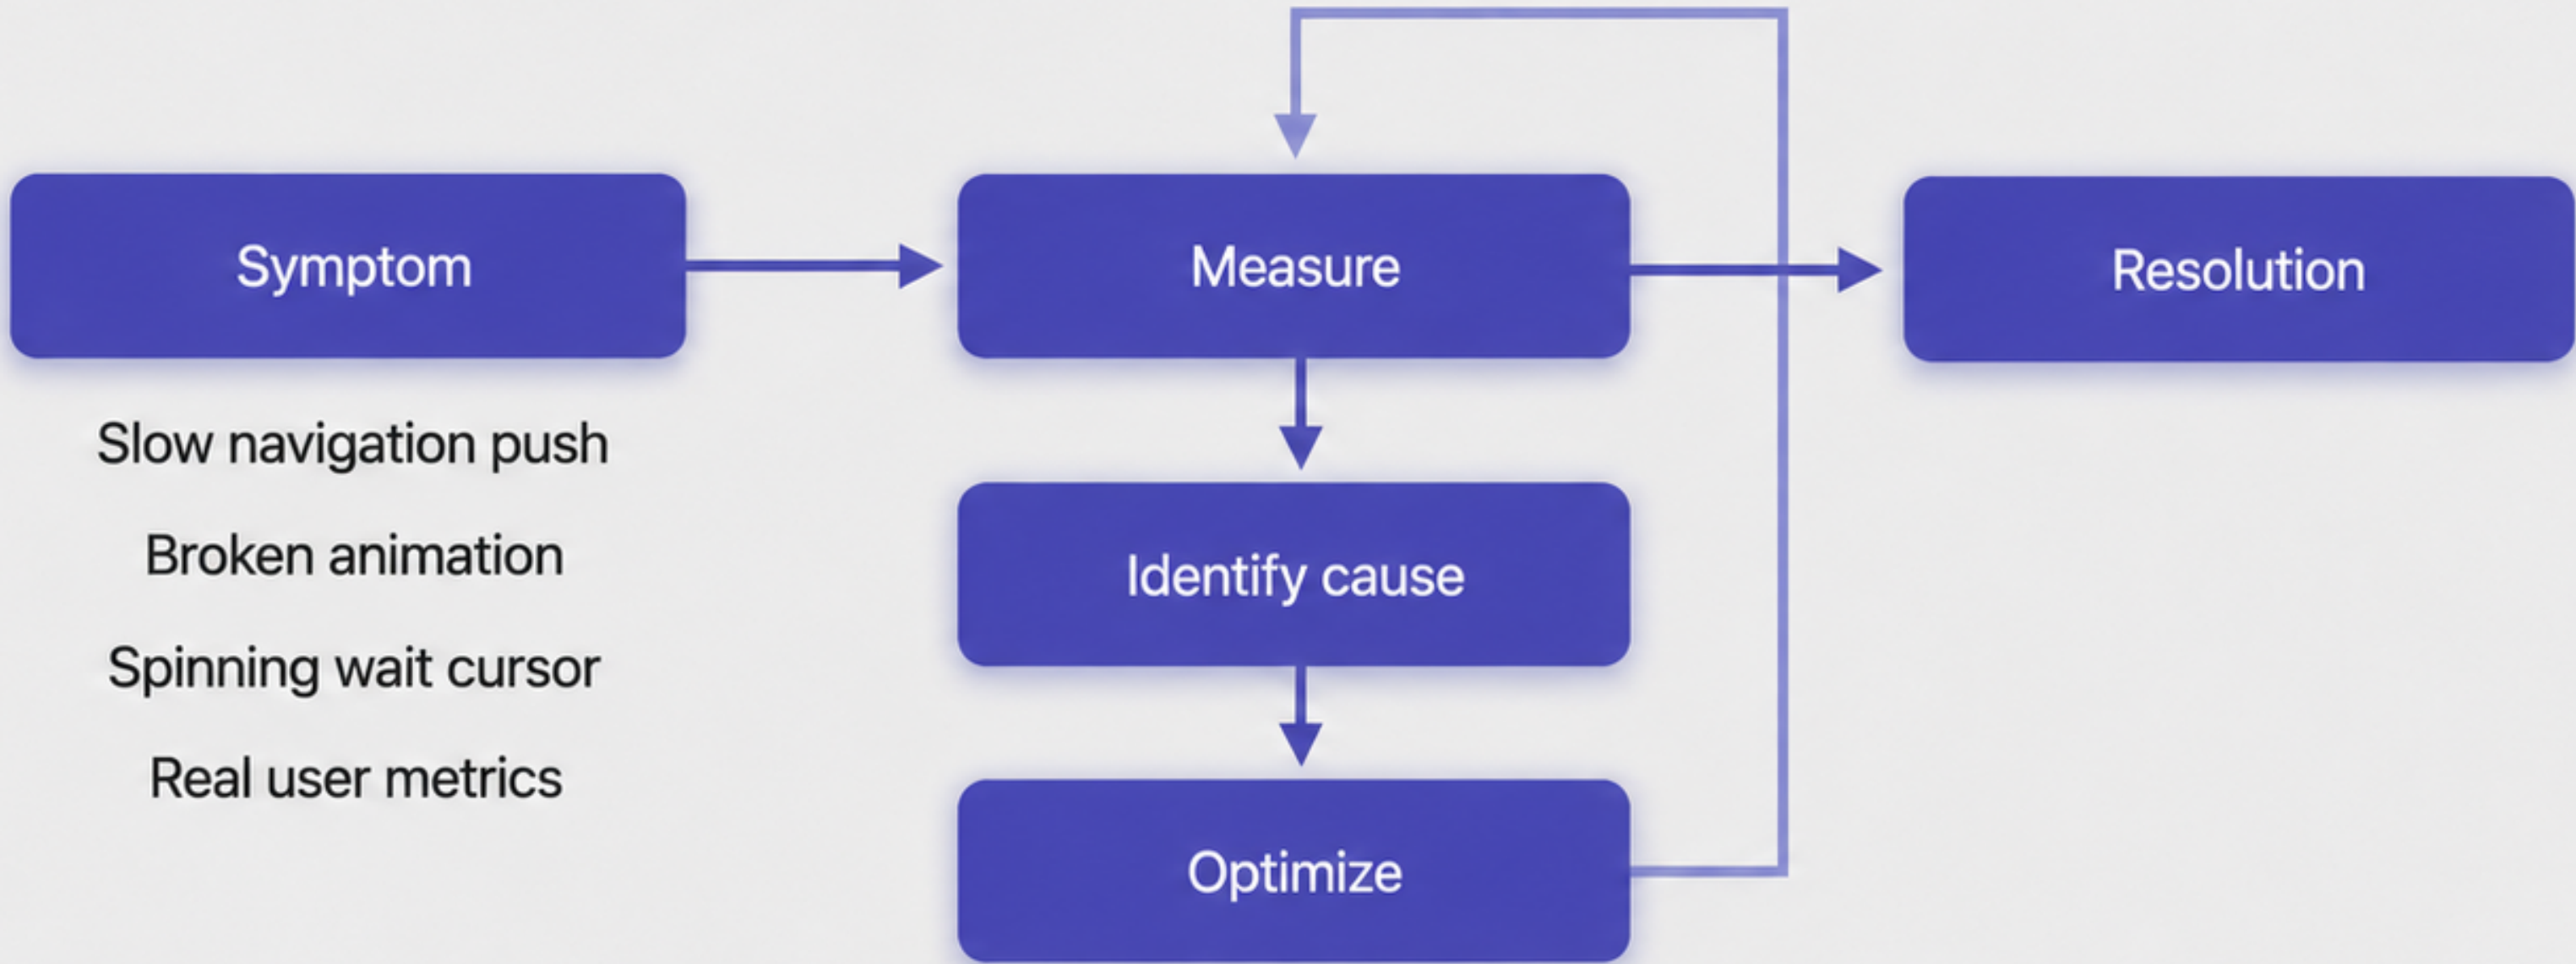 Symptom
Measure
Resolution
Slow navigation push
Broken animation
Spinning wait cursor
Real user metrics
Identify cause
Optimize